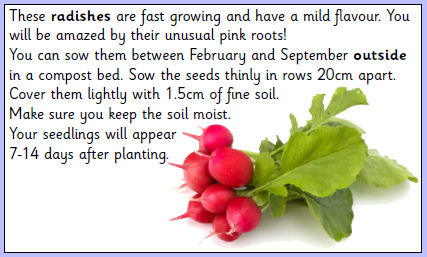 These radishes are fast growing and have a mild flavour. You
will be amazed by their unusual pink roots!
You can sow them between February and September outside
in a compost bed. Sow the seeds thinly in rows 20cm apart.
Cover them lightly with 1.5cm of fine soil.
Make sure you keep the soil moist.
Your seedlings will appear
7-14 days after planting.